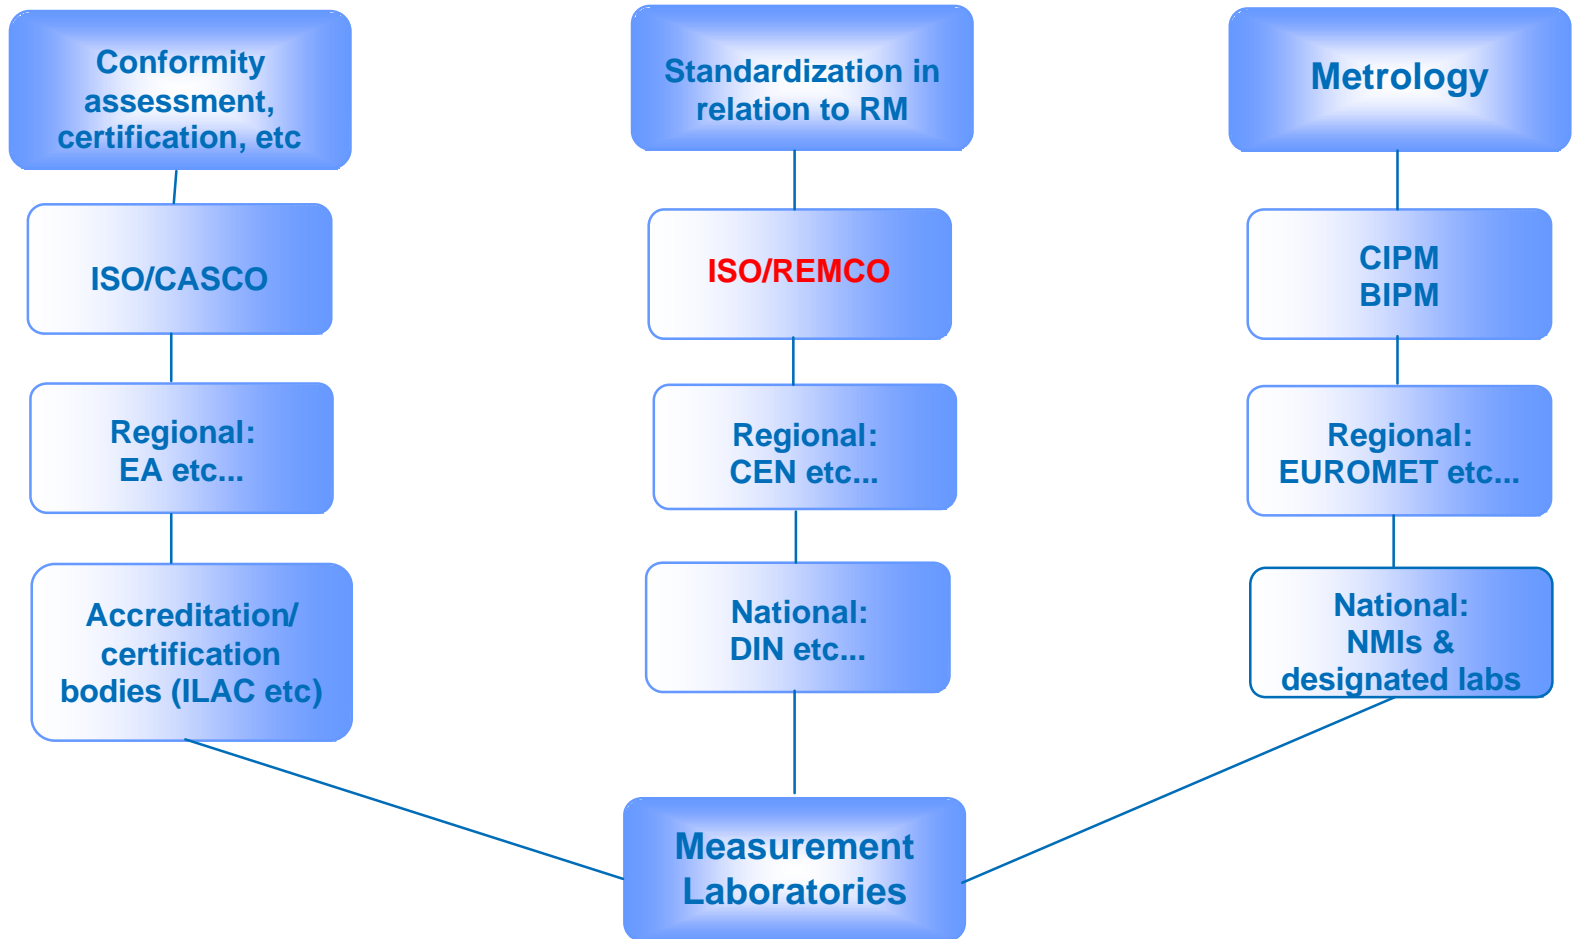 Conformity
assessment,
certification, etc
Standardization in
relation to RM
Metrology
ISO/CASCO
ISO/REMCO
CIPM
BIPM
Regional:
EA etc...
Regional:
CEN etc...
Regional:
EUROMET etc...
Accreditation/
certification
bodies (ILAC etc)
National:
DIN etc...
National:
NMIs &
designated labs
Measurement
Laboratories